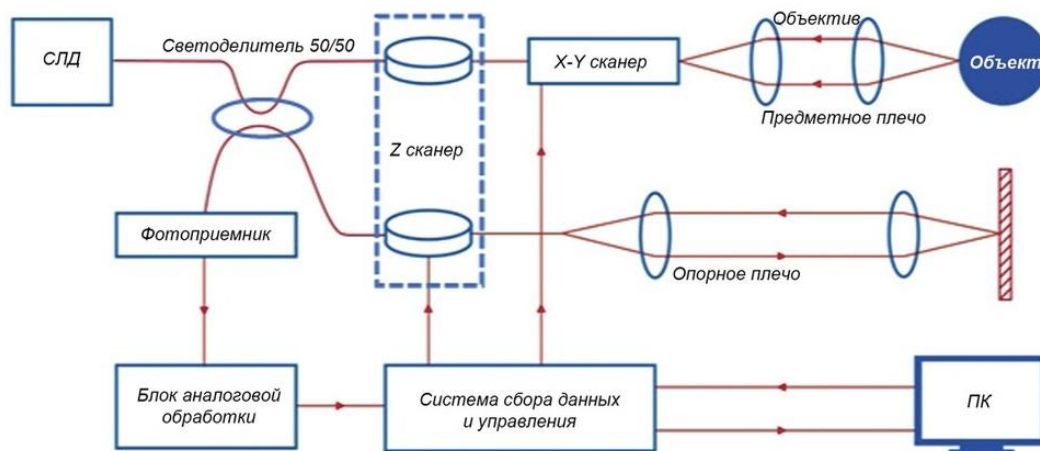 СЛД
Светоделитель 50/50
Объектив
X-Y сканер
Объект
Предметное плечо
Z сканер
Фотоприемник
Опорное плечо
Блок аналоговой
обработки
Система сбора данных
и управления
ПК